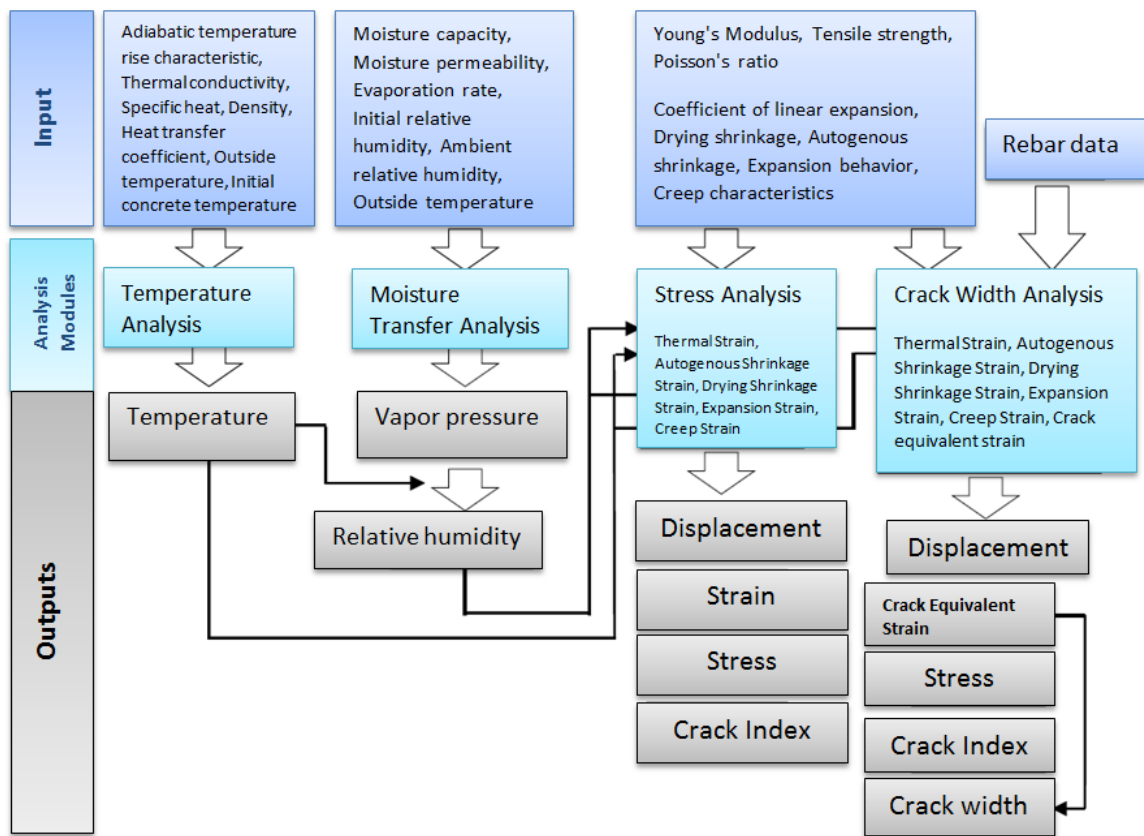 Input
Adiabatic temperature
rise characteristic,
Thermal conductivity,
Specific heat, Density,
Heat transfer
coefficient, Outside
temperature, Initial
concrete temperature
Moisture capacity,
Moisture permeability,
Evaporation rate,
Initial relative
humidity, Ambient
relative humidity,
Outside temperature
Young's Modulus, Tensile strength,
Poisson's ratio
Coefficient of linear expansion,
Drying shrinkage, Autogenous
shrinkage, Expansion behavior,
Creep characteristics
Rebar data
Analysis
Modules
Temperature
Analysis
Moisture
Transfer Analysis
Stress Analysis
Thermal Strain,
Autogenous Shrinkage
Strain, Drying Shrinkage
Strain, Expansion Strain,
Creep Strain
Crack Width Analysis
Thermal Strain, Autogenous
Shrinkage Strain, Drying
Shrinkage Strain, Expansion
Strain, Creep Strain, Crack
equivalent strain
Outputs
Temperature
Vapor pressure
Relative humidity
Displacement
Strain
Stress
Crack Index
Displacement
Crack Equivalent
Strain
Stress
Crack Index
Crack width